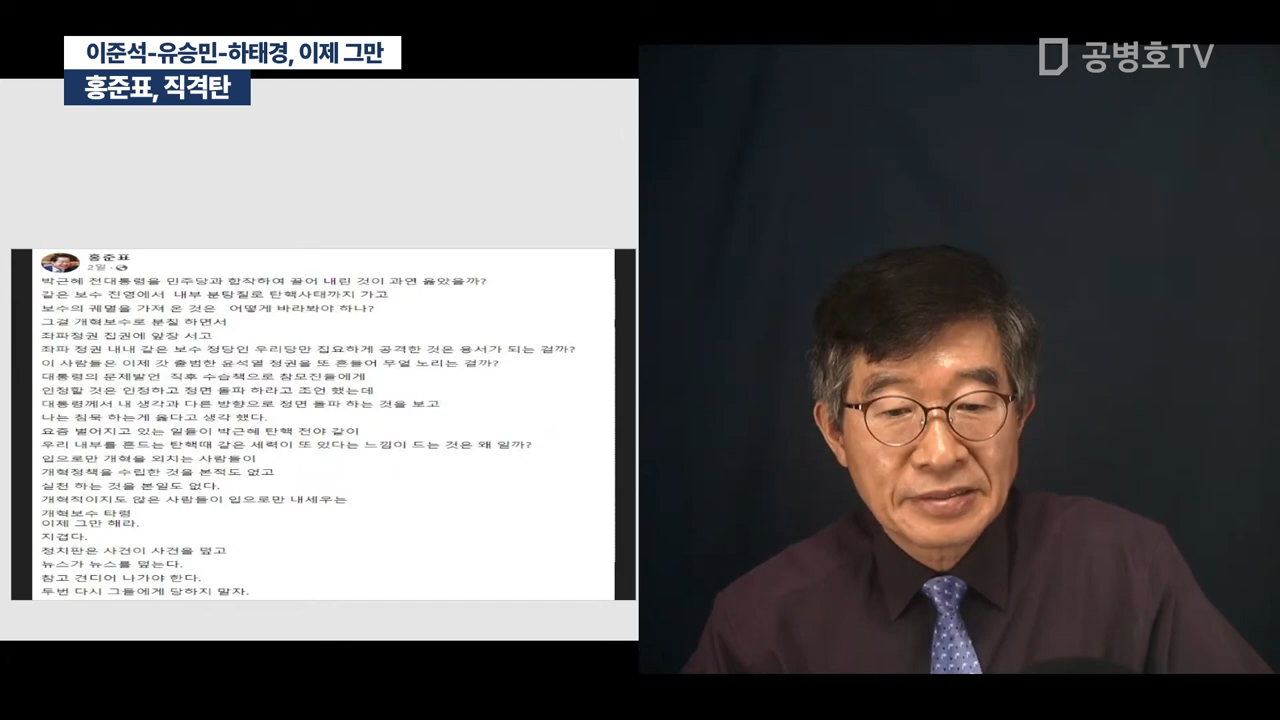 이준석-유승민-하태경, 이제 그만
홍준표, 직격탄
공병호TV
홍준표
2일 ·
박근혜 전대통령을 민주당과 합작하여 끌어 내린 것이 과연 옳았을까?
같은 보수 진영에서 내부 분탕질로 탄핵사태까지 가고
보수의 궤멸을 가져 온 것은 어떻게 바라봐야 하나?
그걸 개혁보수로 분칠 하면서
좌파정권 집권에 앞장 서고
좌파 정권 내내 같은 보수 정당인 우리당만 집요하게 공격한 것은 용서가 되는 걸까?
이 사람들은 이제 갓 출범한 윤석열 정권을 또 흔들어 무얼 노리는 걸까?
대통령의 문제발언 직후 수습책으로 참모진들에게
인정할 것은 인정하고 정면 돌파 하라고 조언 했는데
대통령께서 내 생각과 다른 방향으로 정면 돌파 하는 것을 보고
나는 침묵 하는게 옳다고 생각 했다.
요즘 벌어지고 있는 일들이 박근혜 탄핵 전야 같이
우리 내부를 흔드는 탄핵때 같은 세력이 또 있다는 느낌이 드는 것은 왜 일까?
입으로만 개혁을 외치는 사람들이
개혁정책을 수립한 것을 본적도 없고
실천 하는 것을 본일도 없다.
개혁적이지도 않은 사람들이 입으로만 내세우는
개혁보수 타령
이제 그만 해라.
지겹다.
정치판은 사건이 사건을 덮고
뉴스가 뉴스를 덮는다.
참고 견디어 나가야 한다.
두번 다시 그들에게 당하지 말자.